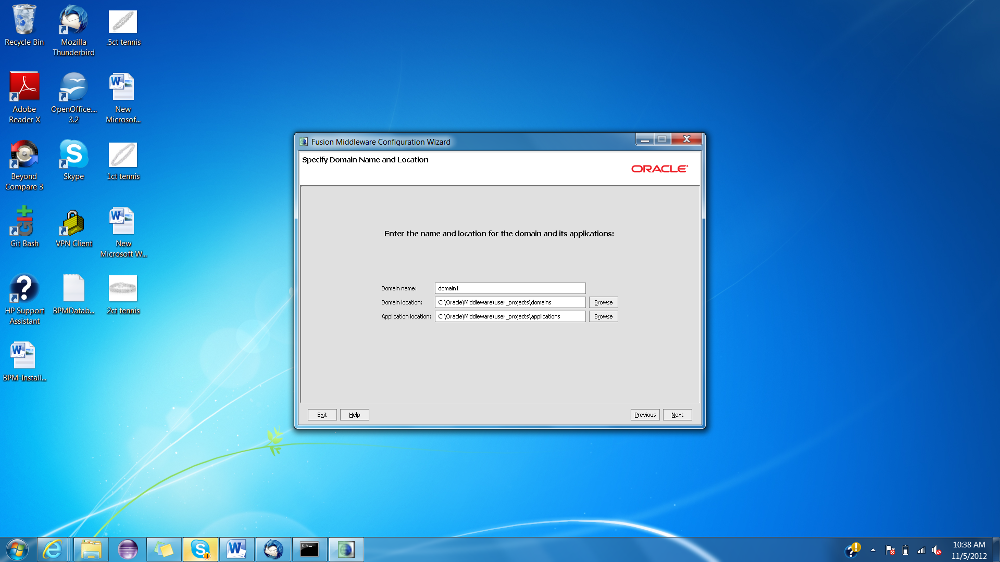 Recycle Bin
Mozilla
Thunderbird
.5ct tennis
Adobe
Reader X
OpenOffice....
3.2
New
Microsof...
Beyond
Compare 3
Skype
1ct tennis
Git Bash
VPN Client
New
Microsoft W...
HP Support
Assistant
BPMDatab...
2ct tennis
BPM-Install...
Fusion Middleware Configuration Wizard
Specify Domain Name and Location
ORACLE
Enter the name and location for the domain and its applications:
Domain name: domain1
Domain location: C:\Oracle\Middleware\user_projects\domains Browse
Application location: C:\Oracle\Middleware\user_projects\applications Browse
Exit Help Previous Next
10:38 AM
11/5/2012